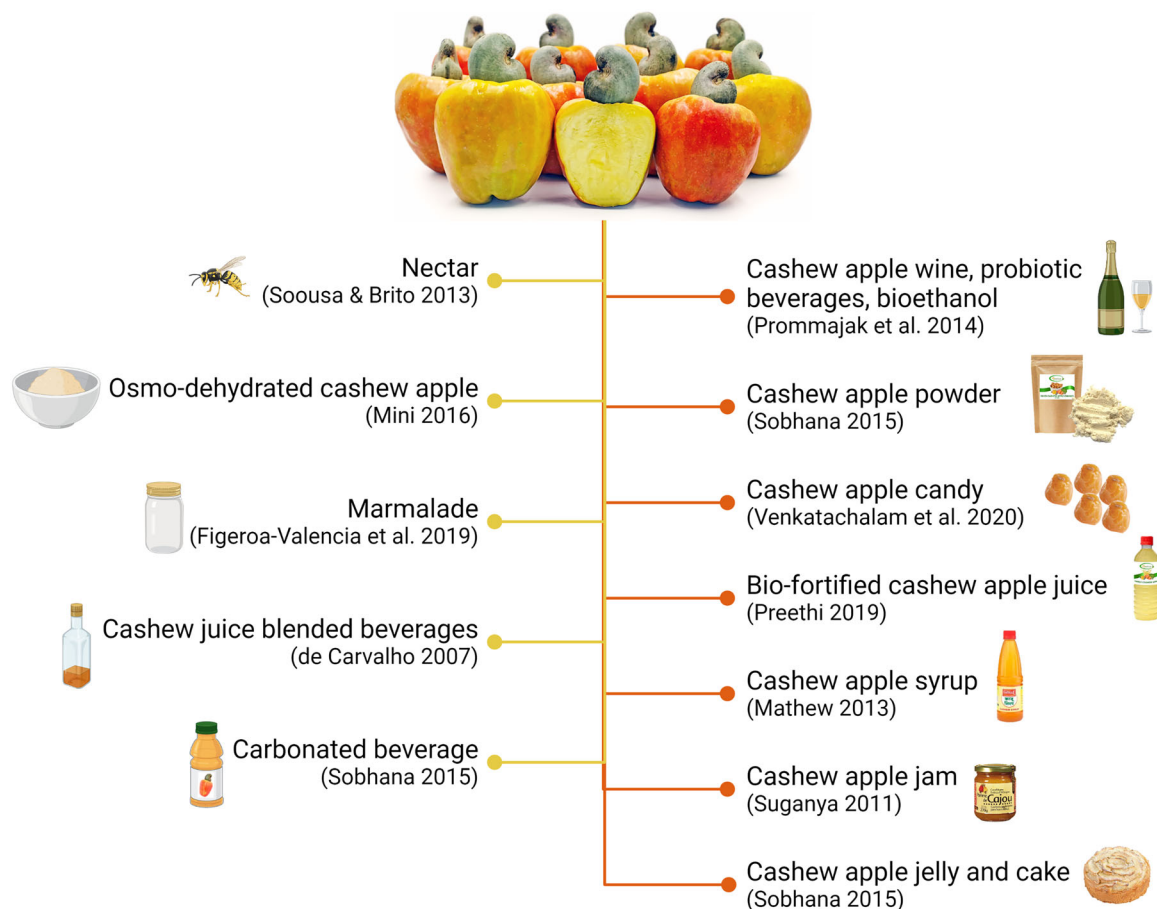 Nectar
(Soousa & Brito 2013)
Osmo-dehydrated cashew apple
(Mini 2016)
Marmalade
(Figeroa-Valencia et al. 2019)
Cashew juice blended beverages
(de Carvalho 2007)
Carbonated beverage
(Sobhana 2015)
Cashew apple wine, probiotic
beverages, bioethanol
(Prommajak et al. 2014)
Cashew apple powder
(Sobhana 2015)
Cashew apple candy
(Venkatachalam et al. 2020)
Bio-fortified cashew apple juice
(Preethi 2019)
Cashew apple syrup
(Mathew 2013)
Cashew apple jam
(Suganya 2011)
de Cajou
Cashew apple jelly and cake
(Sobhana 2015)